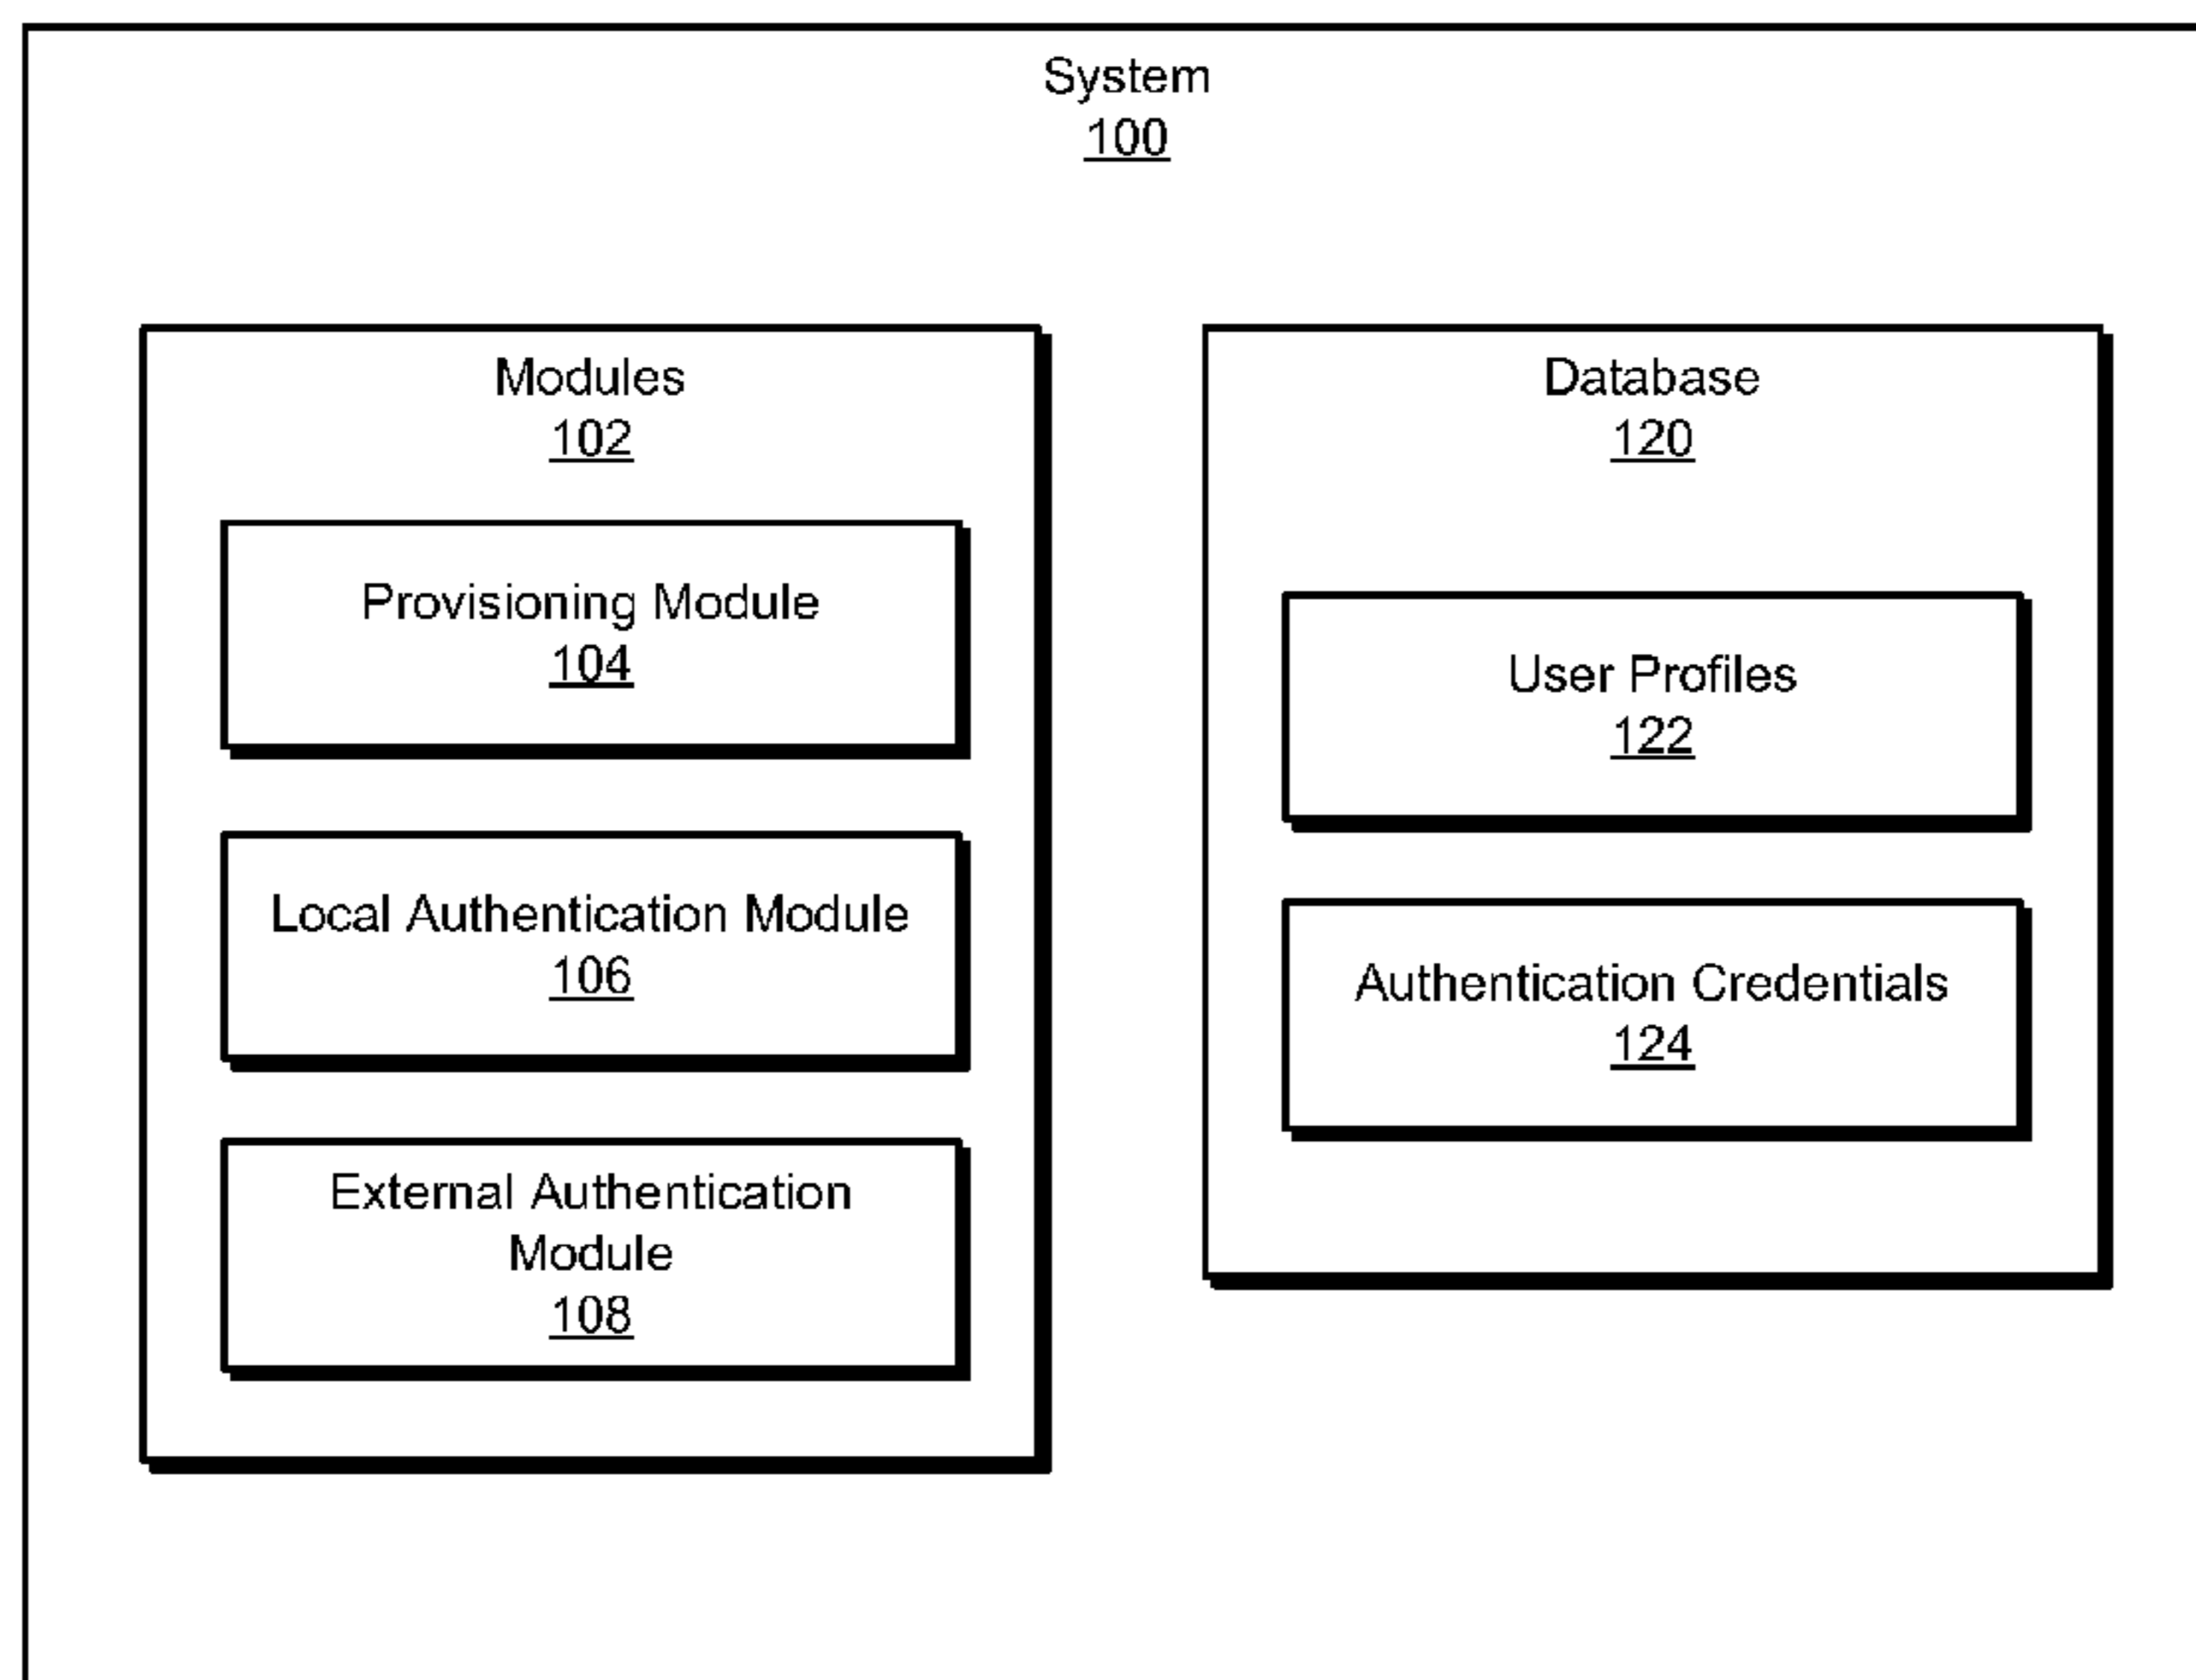 System
100
Modules
102
Provisioning Module
104
Local Authentication Module
106
External Authentication
Module
108
Database
120
User Profiles
122
Authentication Credentials
124